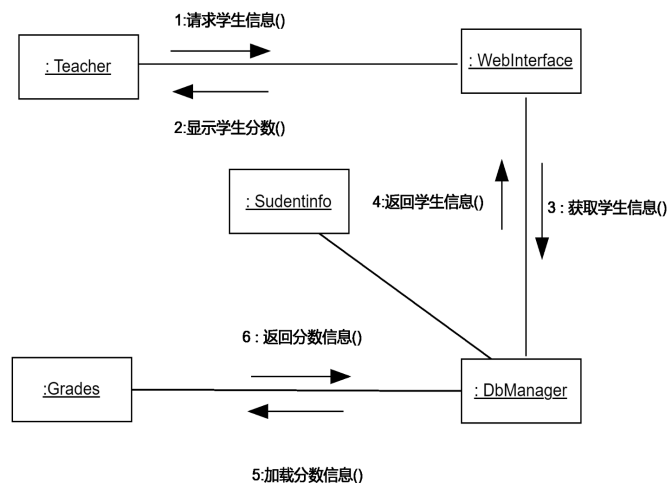 1:请求学生信息()
: Teacher
: WebInterface
2:显示学生分数()
: Sudentinfo
4:返回学生信息()
3 : 获取学生信息()
6 : 返回分数信息()
:Grades
: DbManager
5:加载分数信息()